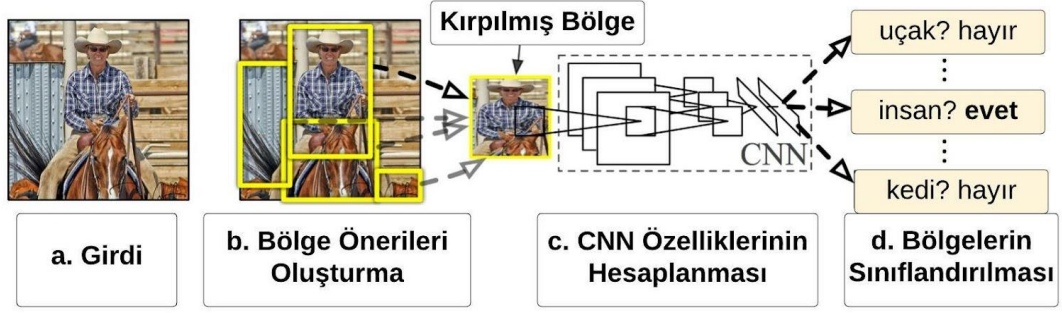 Kırpılmış Bölge
uçak? hayır
insan? evet
CNN
kedi? hayır
a. Girdi
b. Bölge Önerileri
Oluşturma
c. CNN Özelliklerinin
Hesaplanması
d. Bölgelerin
Sınıflandırılması